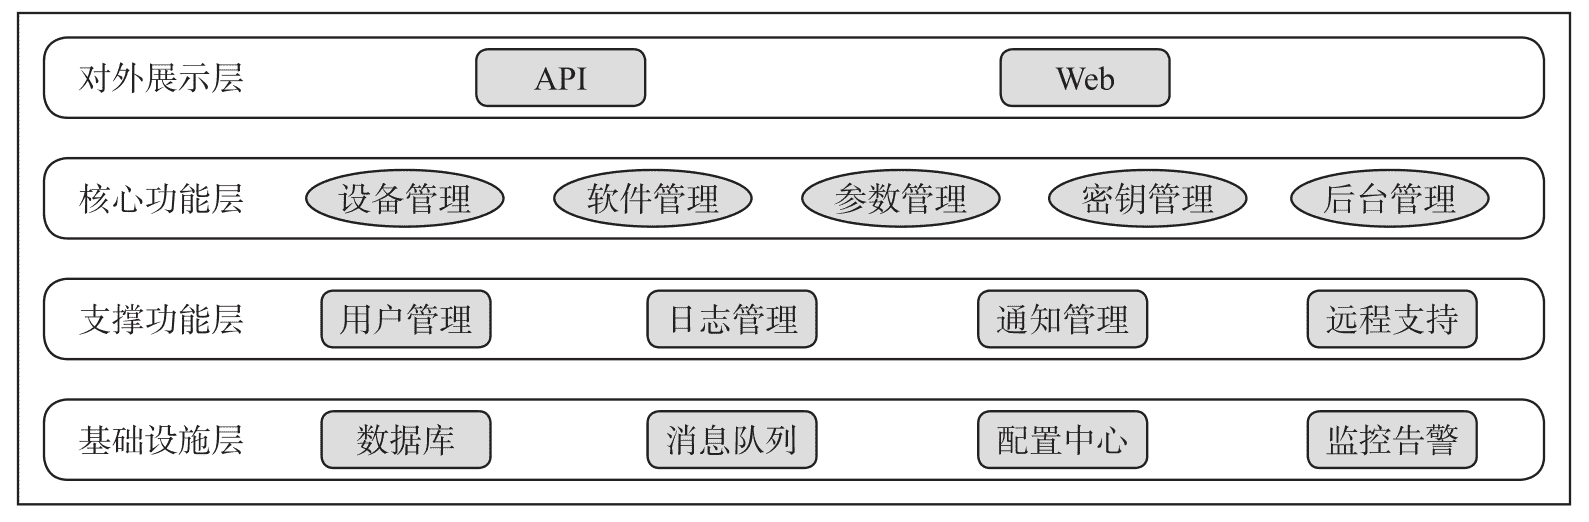 对外展示层 API Web
核心功能层 设备管理 软件管理 参数管理 密钥管理 后台管理
支撑功能层 用户管理 日志管理 通知管理 远程支持
基础设施层 数据库 消息队列 配置中心 监控告警